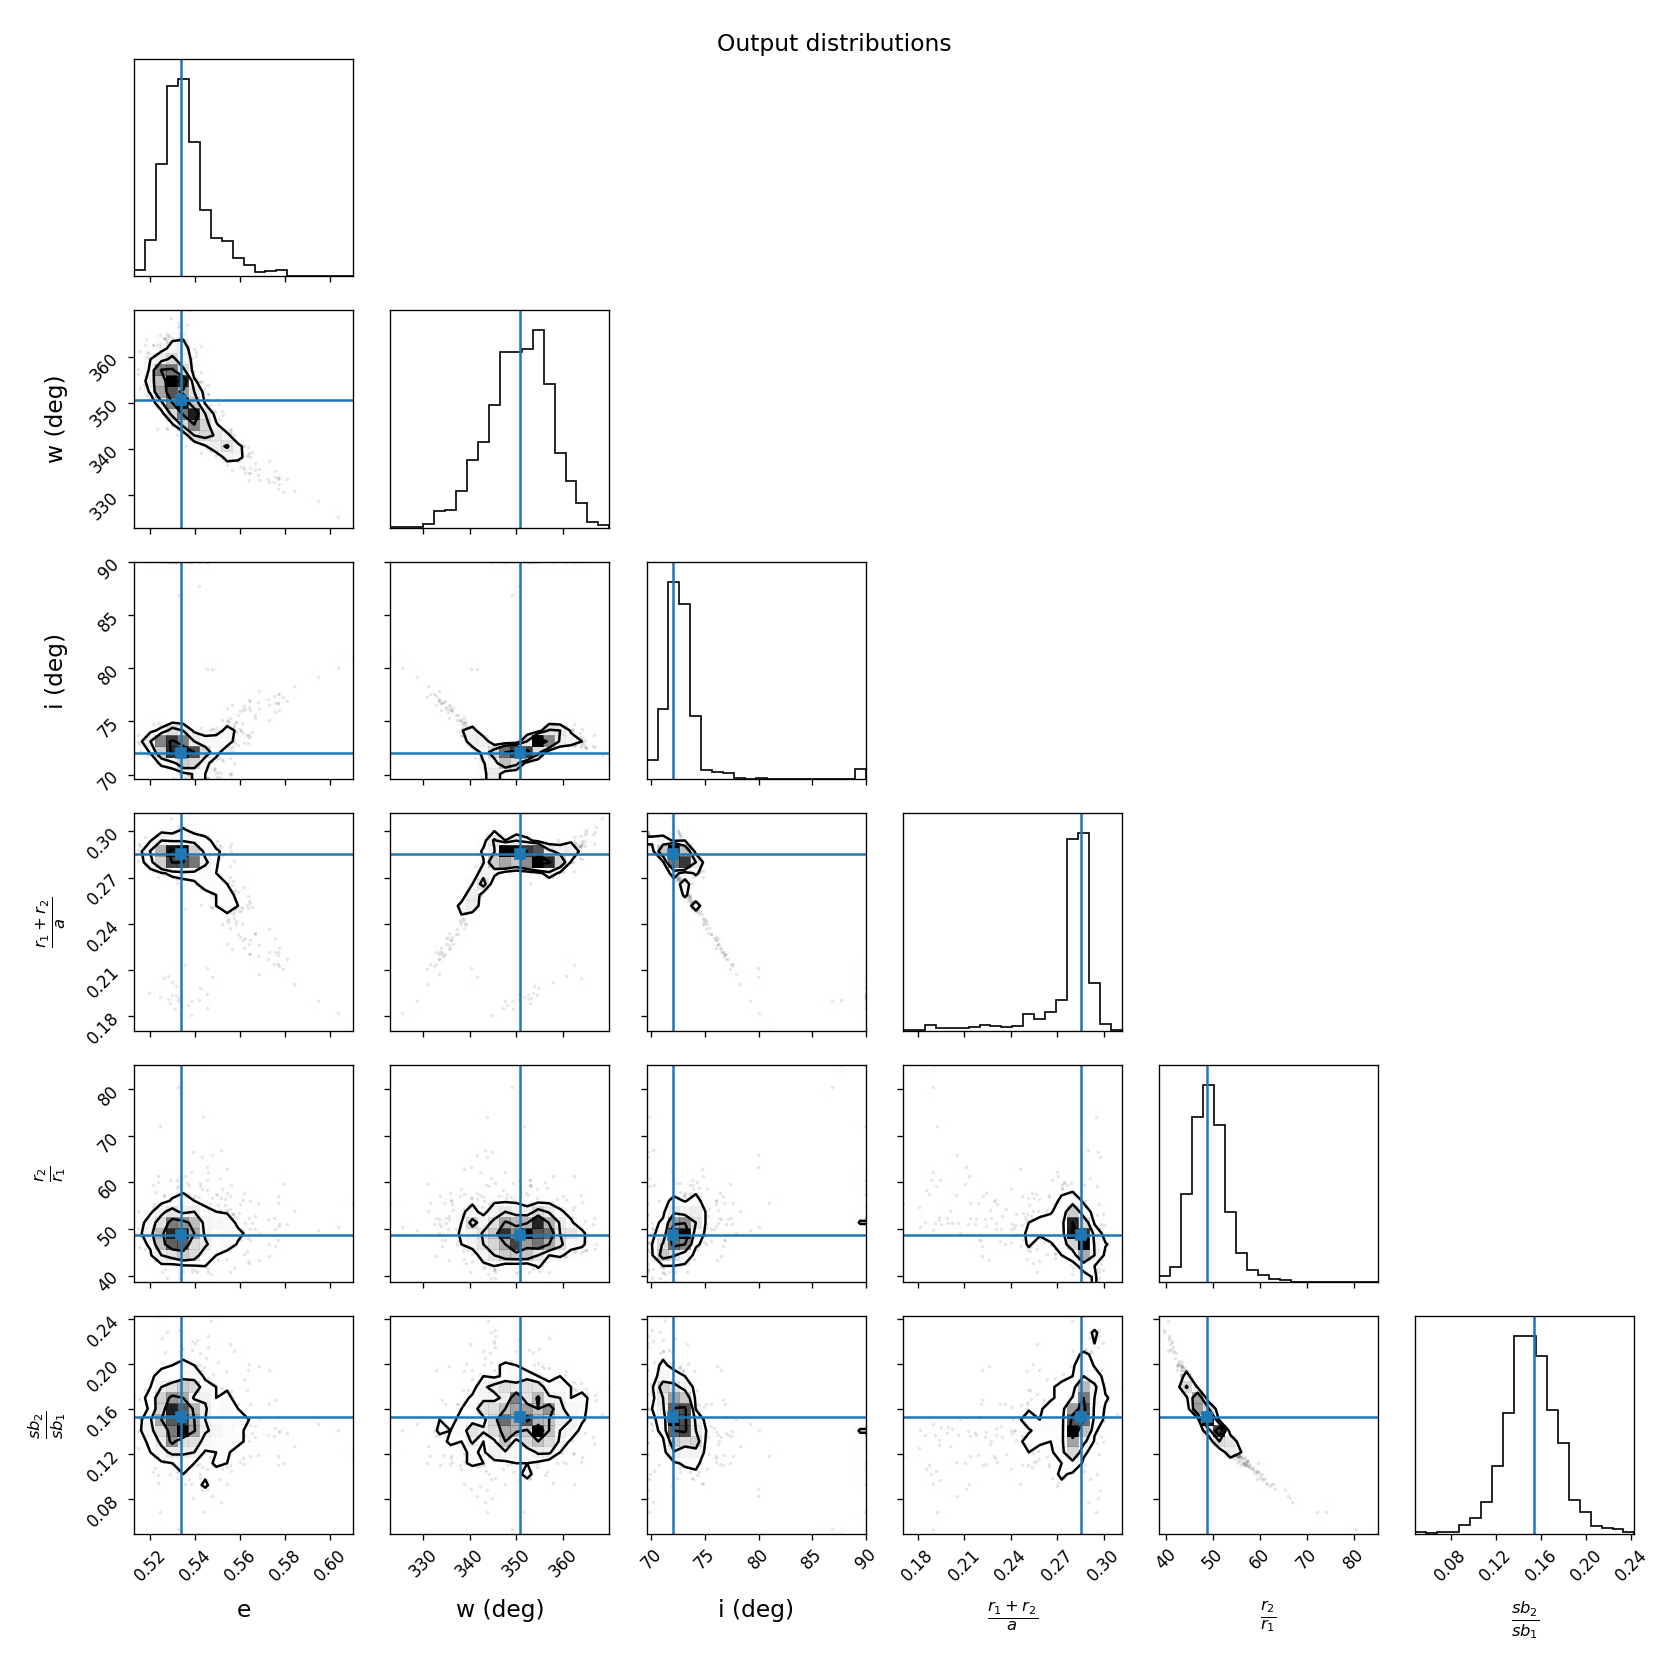 Output distributions
360
350
340
330
w (deg)
90
85
80
75
70
i (deg)
0.30
0.27
0.24
0.21
0.18
r₁ + r₂
a
80
70
60
50
40
r₂
r₁
0.24
0.20
0.16
0.12
0.08
sb₂
sb₁
0.52 0.54 0.56 0.58 0.60 330 340 350 360 70 75 80 85 90 0.18 0.21 0.24 0.27 0.30 40 50 60 70 80 0.08 0.12 0.16 0.20 0.24
e w (deg) i (deg) r₁ + r₂ r₂ sb₂
a r₁ sb₁